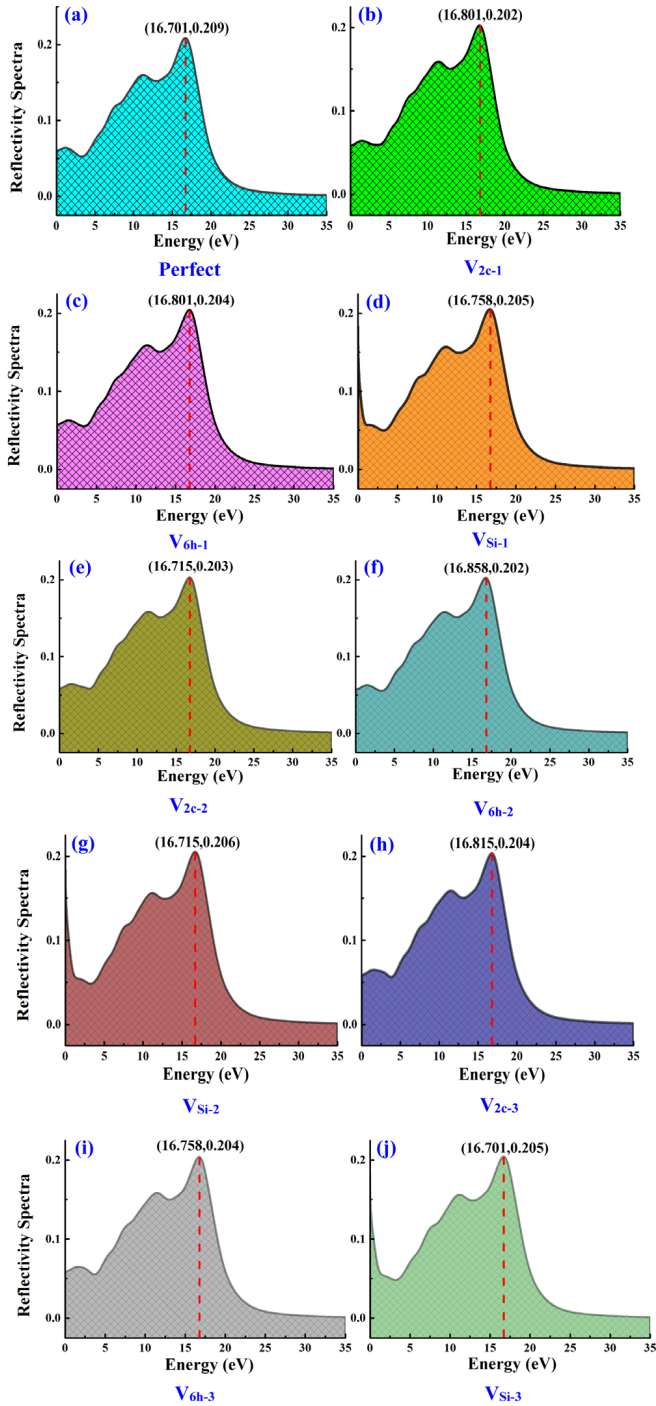 (a)
(16.701,0.209)
Reflectivity Spectra
0.2
0.1
0.0
0 5 10 15 20 25 30 35
Energy (eV)
Perfect
(b)
(16.801,0.202)
0.2
0.1
0.0
0 5 10 15 20 25 30 35
Energy (eV)
V2c-1
(c)
(16.801,0.204)
Reflectivity Spectra
0.2
0.1
0.0
0 5 10 15 20 25 30 35
Energy (eV)
V6h-1
(d)
(16.758,0.205)
0.2
0.1
0.0
0 5 10 15 20 25 30 35
Energy (eV)
VSi-1
(e)
(16.715,0.203)
Reflectivity Spectra
0.2
0.1
0.0
0 5 10 15 20 25 30 35
Energy (eV)
V2c-2
(f)
(16.858,0.202)
0.2
0.1
0.0
0 5 10 15 20 25 30 35
Energy (eV)
V6h-2
(g)
(16.715,0.206)
Reflectivity Spectra
0.2
0.1
0.0
0 5 10 15 20 25 30 35
Energy (eV)
VSi-2
(h)
(16.815,0.204)
0.2
0.1
0.0
0 5 10 15 20 25 30 35
Energy (eV)
V2c-3
(i)
(16.758,0.204)
Reflectivity Spectra
0.2
0.1
0.0
0 5 10 15 20 25 30 35
Energy (eV)
V6h-3
(j)
(16.701,0.205)
0.2
0.1
0.0
0 5 10 15 20 25 30 35
Energy (eV)
VSi-3